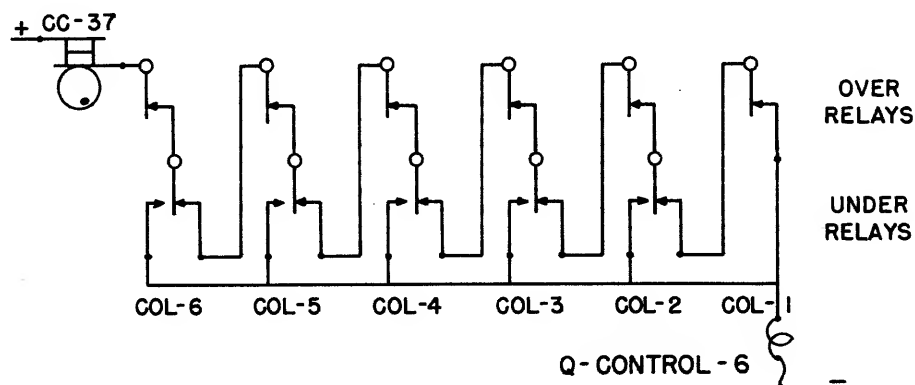 + CC-37
OVER
RELAYS
UNDER
RELAYS
COL-6 COL-5 COL-4 COL-3 COL-2 COL-1
Q-CONTROL-6
−